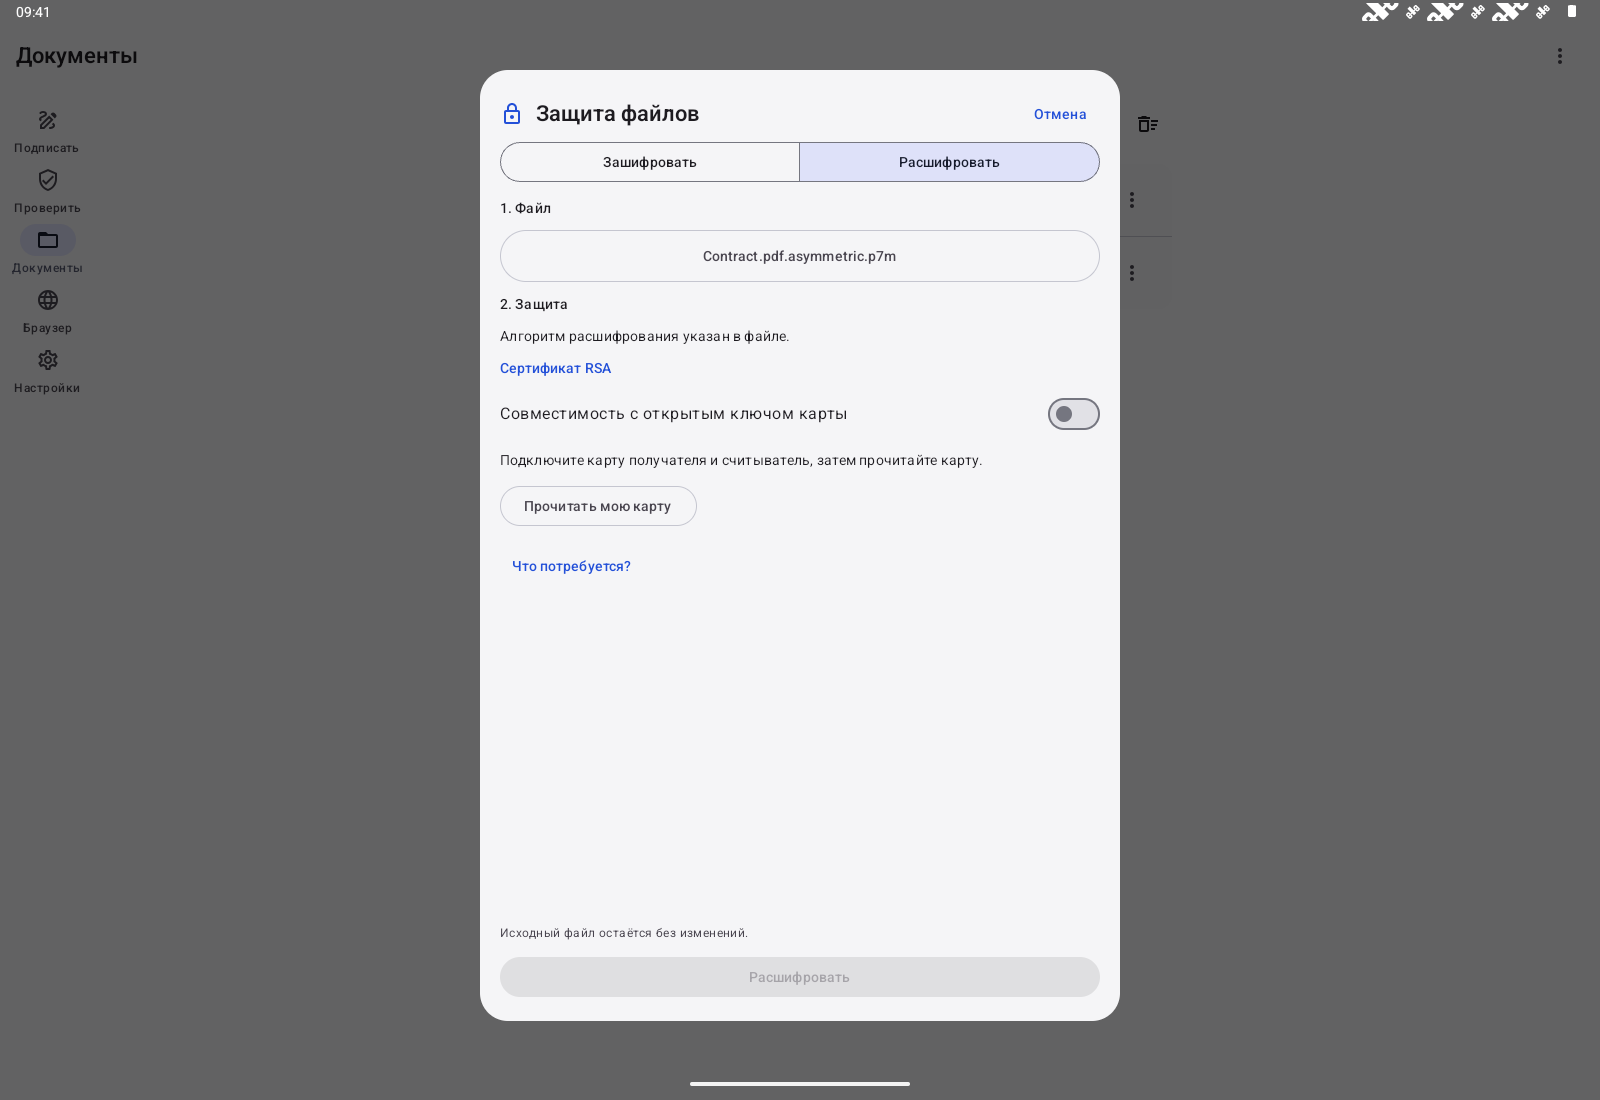 09:41
Документы
Подписать
Проверить
Документы
Браузер
Настройки
Защита файлов
Отмена
Зашифровать
Расшифровать
1. Файл
Contract.pdf.asymmetric.p7m
2. Защита
Алгоритм расшифрования указан в файле.
Сертификат RSA
Совместимость с открытым ключом карты
Подключите карту получателя и считыватель, затем прочитайте карту.
Прочитать мою карту
Что потребуется?
Исходный файл остаётся без изменений.
Расшифровать